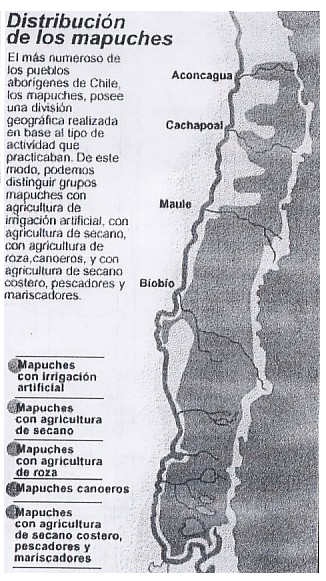 Distribución
de los mapuches
El más numeroso de
los pueblos
aborígenes de Chile,
los mapuches, posee
una división
geográfica realizada
en base al tipo de
actividad que
practicaban. De este
modo, podemos
distinguir grupos
mapuches con
agricultura de
irrigación artificial, con
agricultura de secano,
con agricultura de
roza,canoeros, y con
agricultura de secano
costero, pescadores y
mariscadores.
Aconcagua
Cachapoal
Maule
Bíobío
Mapuches
con irrigación
artificial
Mapuches
con agricultura
de secano
Mapuches
con agricultura
de roza
Mapuches canoeros
Mapuches
con agricultura
de secano costero,
pescadores y
mariscadores